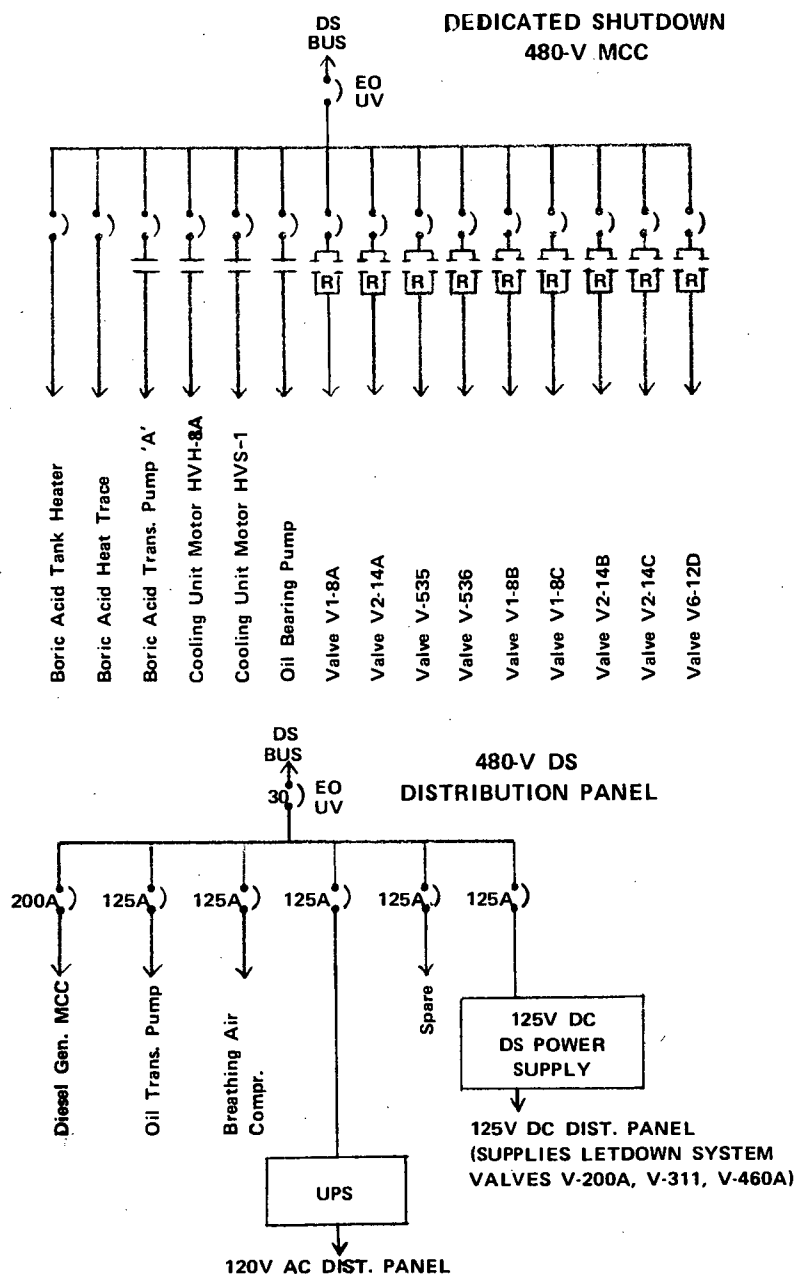 DEDICATED SHUTDOWN
480-V MCC
DS
BUS
EO
UV
R R R R R R R R R
Boric Acid Tank Heater
Boric Acid Heat Trace
Boric Acid Trans. Pump 'A'
Cooling Unit Motor HVH-8A
Cooling Unit Motor HVS-1
Oil Bearing Pump
Valve V1-8A
Valve V2-14A
Valve V-535
Valve V-536
Valve V1-8B
Valve V1-8C
Valve V2-14B
Valve V2-14C
Valve V6-12D
480-V DS
DISTRIBUTION PANEL
DS
BUS
30
EO
UV
200A 125A 125A 125A 125A 125A
Diesel Gen. MCC
Oil Trans. Pump
Breathing Air
Compr.
Spare
125V DC
DS POWER
SUPPLY
125V DC DIST. PANEL
(SUPPLIES LETDOWN SYSTEM
VALVES V-200A, V-311, V-460A)
UPS
120V AC DIST. PANEL